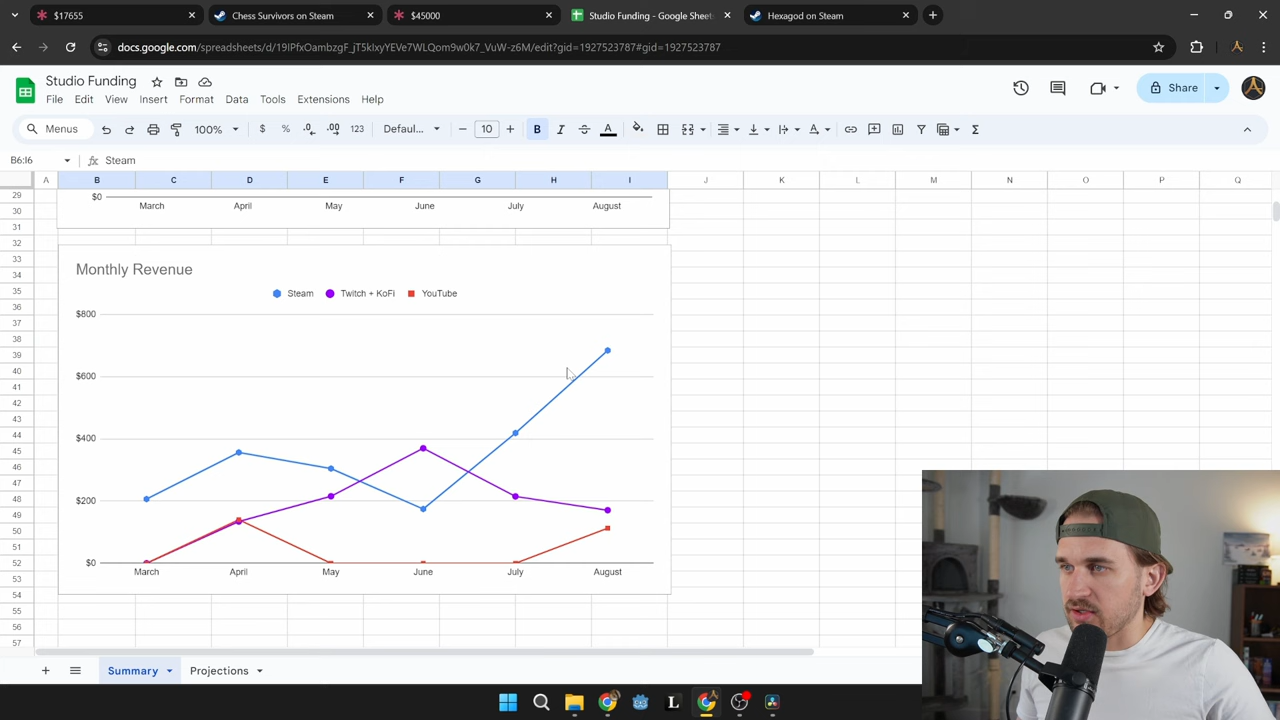 $17655
Chess Survivors on Steam
$45000
Studio Funding - Google Sheets
Hexagod on Steam
docs.google.com/spreadsheets/d/19IPfxOambzgF_jT5kIxyYEVe7WLQom9w0k7_VuW-z6M/edit?gid=1927523787#gid=1927523787
Studio Funding
Share
File Edit View Insert Format Data Tools Extensions Help
Menus 100% $ % .0 .00 123 Defaul... 10 B I A
B6:I6 fx Steam
A B C D E F G H I J K L M N O P Q
29
$0
30
March April May June July August
31
32
33
Monthly Revenue
34
35
Steam Twitch + KoFi YouTube
36
$800
37
38
39
40
$600
41
42
43
44
$400
45
46
47
48
$200
49
50
51
52
$0
March April May June July August
53
54
55
56
57
Summary Projections